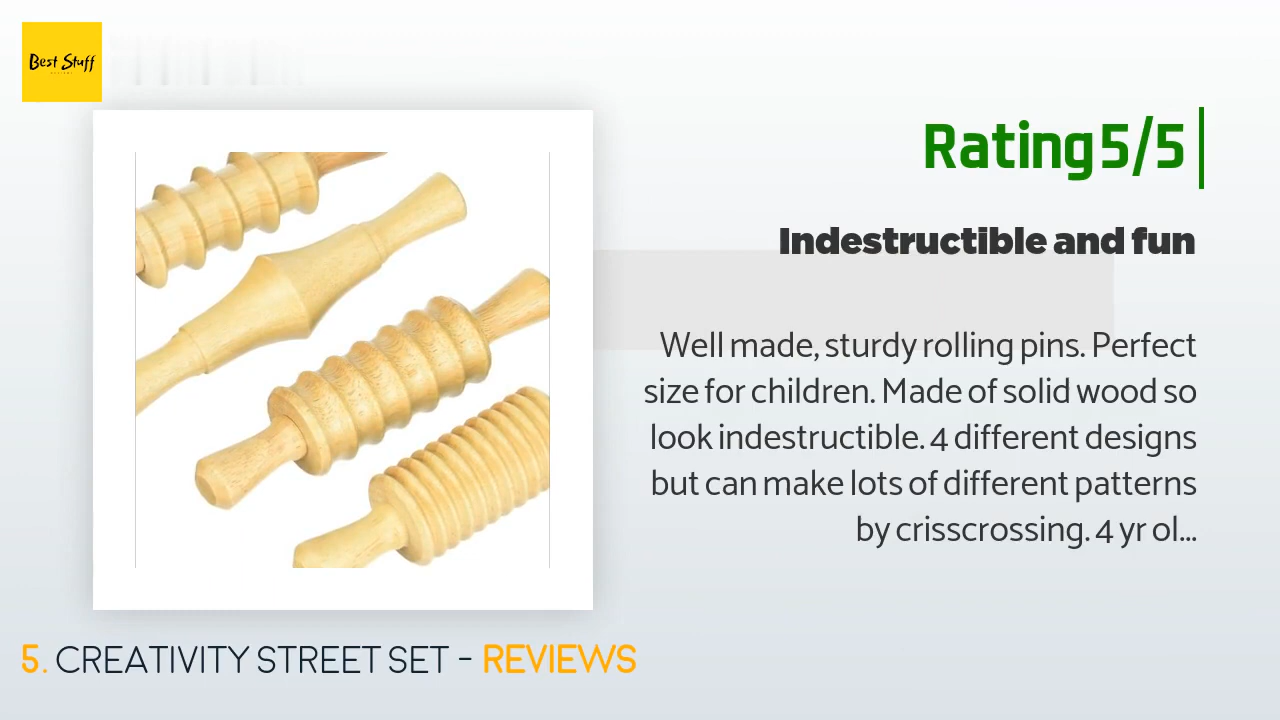 Best Stuff
Rating 5/5
Indestructible and fun
Well made, sturdy rolling pins. Perfect
size for children. Made of solid wood so
look indestructible. 4 different designs
but can make lots of different patterns
by crisscrossing. 4 yr ol...
5. CREATIVITY STREET SET - REVIEWS